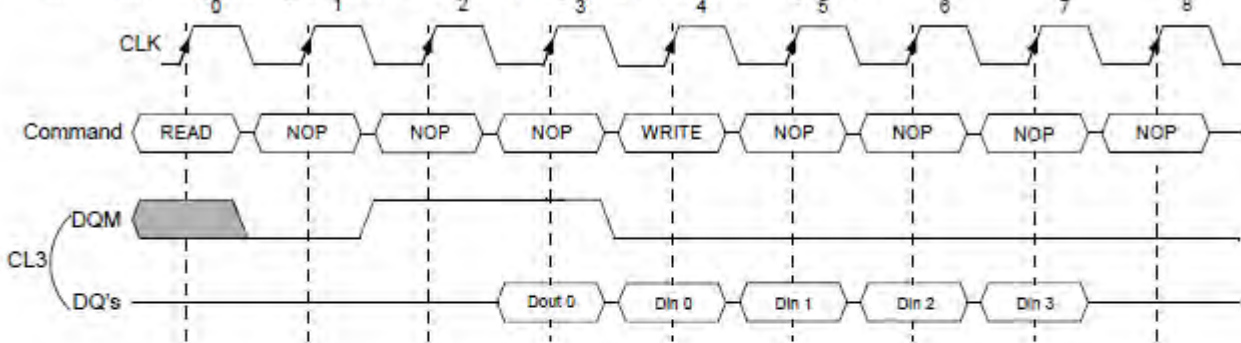 0 1 2 3 4 5 6 7 8
CLK
Command READ NOP NOP NOP WRITE NOP NOP NOP NOP
DQM
CL3
DQ's Dout 0 Din 0 Din 1 Din 2 Din 3